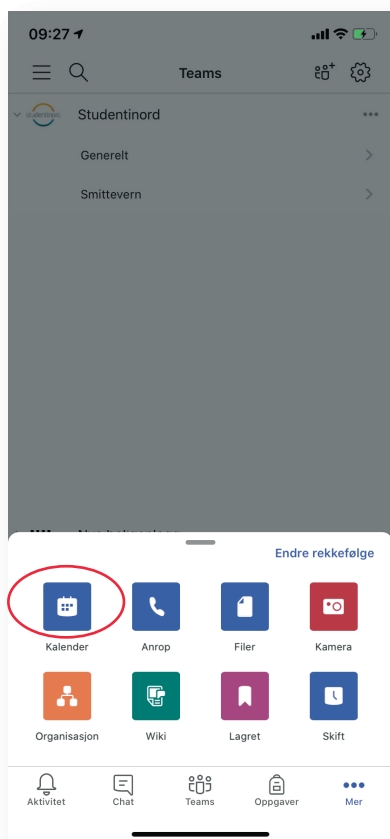 09:27
Teams
studentinord
Studentinord
Generelt
Smittevern
Endre rekkefølge
Kalender Anrop Filer Kamera
Organisasjon Wiki Lagret Skift
Aktivitet Chat Teams Oppgaver Mer